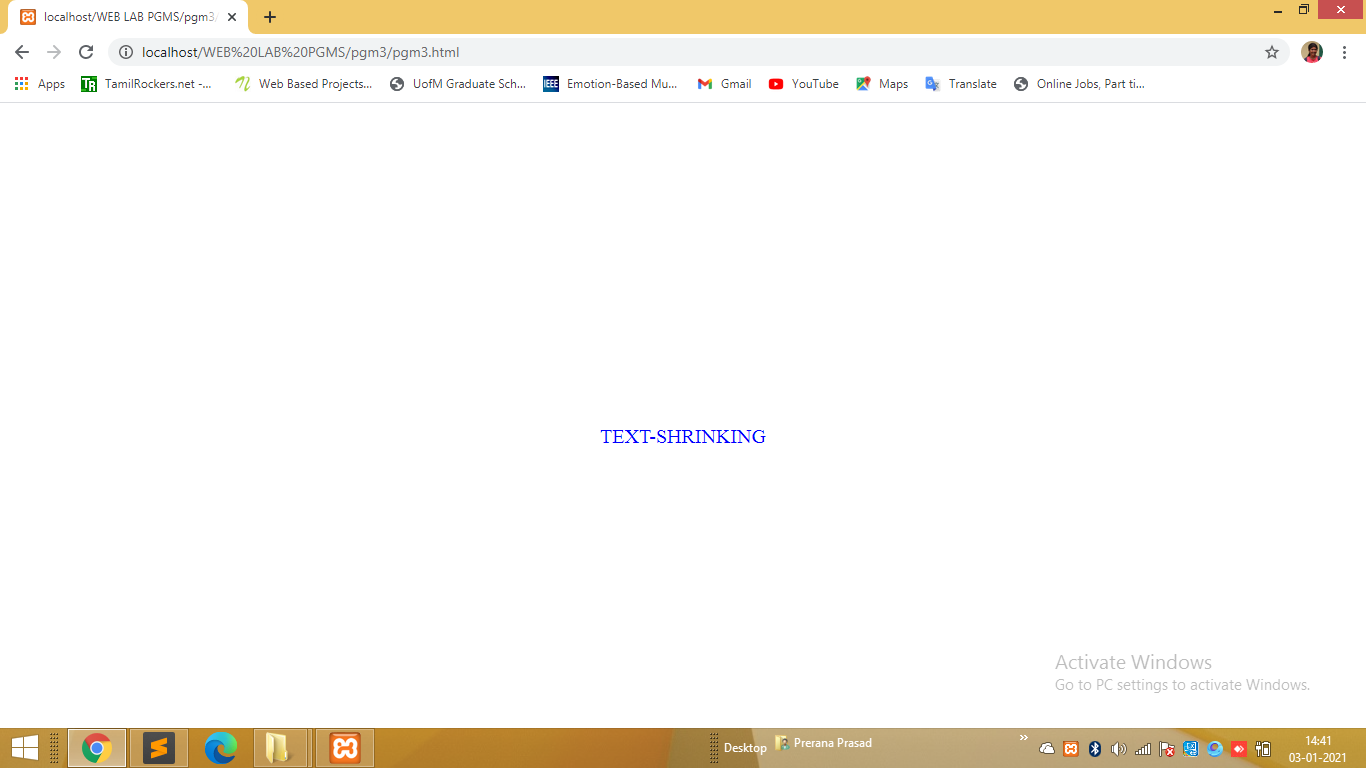 localhost/WEB LAB PGMS/pgm3/
localhost/WEB%20LAB%20PGMS/pgm3/pgm3.html
Apps TR TamilRockers.net -... Web Based Projects... UofM Graduate Sch... IEEE Emotion-Based Mu... Gmail YouTube Maps Translate Online Jobs, Part ti...
TEXT-SHRINKING
Activate Windows
Go to PC settings to activate Windows.
Desktop Prerana Prasad
14:41
03-01-2021